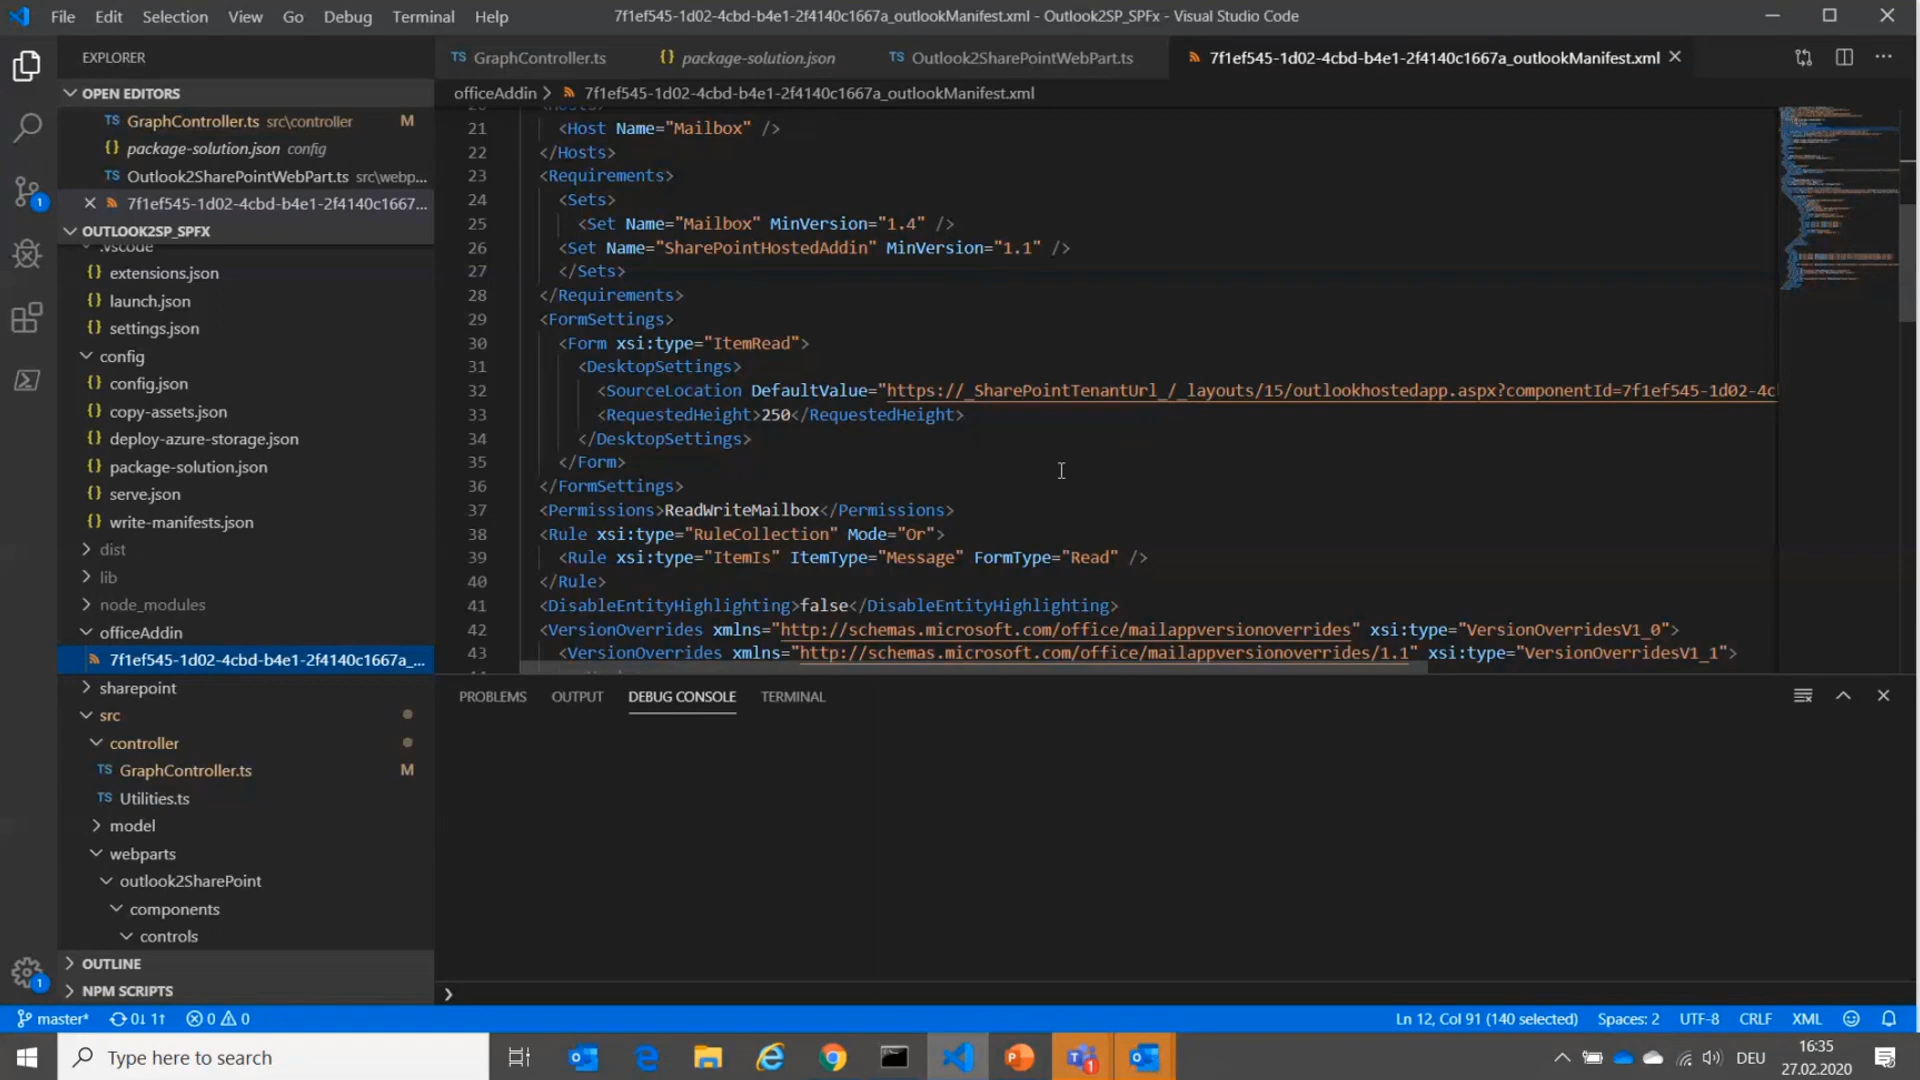 File Edit Selection View Go Debug Terminal Help
7f1ef545-1d02-4cbd-b4e1-2f4140c1667a_outlookManifest.xml - Outlook2SP_SPFx - Visual Studio Code
EXPLORER
OPEN EDITORS
TS GraphController.ts src\controller M
{} package-solution.json config
TS Outlook2SharePointWebPart.ts src\webp...
7f1ef545-1d02-4cbd-b4e1-2f4140c1667...
OUTLOOK2SP_SPFX
.vscode
{} extensions.json
{} launch.json
{} settings.json
config
{} config.json
{} copy-assets.json
{} deploy-azure-storage.json
{} package-solution.json
{} serve.json
{} write-manifests.json
dist
lib
node_modules
officeAddin
7f1ef545-1d02-4cbd-b4e1-2f4140c1667a_...
sharepoint
src
controller
TS GraphController.ts M
TS Utilities.ts
model
webparts
outlook2SharePoint
components
controls
OUTLINE
NPM SCRIPTS
1
1
TS GraphController.ts
{} package-solution.json
TS Outlook2SharePointWebPart.ts
7f1ef545-1d02-4cbd-b4e1-2f4140c1667a_outlookManifest.xml
officeAddin > 7f1ef545-1d02-4cbd-b4e1-2f4140c1667a_outlookManifest.xml
20 <Hosts>
21 <Host Name="Mailbox" />
22 </Hosts>
23 <Requirements>
24 <Sets>
25 <Set Name="Mailbox" MinVersion="1.4" />
26 <Set Name="SharePointHostedAddin" MinVersion="1.1" />
27 </Sets>
28 </Requirements>
29 <FormSettings>
30 <Form xsi:type="ItemRead">
31 <DesktopSettings>
32 <SourceLocation DefaultValue="https://_SharePointTenantUrl_/_layouts/15/outlookhostedapp.aspx?componentId=7f1ef545-1d02-4c
33 <RequestedHeight>250</RequestedHeight>
34 </DesktopSettings>
35 </Form>
36 </FormSettings>
37 <Permissions>ReadWriteMailbox</Permissions>
38 <Rule xsi:type="RuleCollection" Mode="Or">
39 <Rule xsi:type="ItemIs" ItemType="Message" FormType="Read" />
40 </Rule>
41 <DisableEntityHighlighting>false</DisableEntityHighlighting>
42 <VersionOverrides xmlns="http://schemas.microsoft.com/office/mailappversionoverrides" xsi:type="VersionOverridesV1_0">
43 <VersionOverrides xmlns="http://schemas.microsoft.com/office/mailappversionoverrides/1.1" xsi:type="VersionOverridesV1_1">
PROBLEMS OUTPUT DEBUG CONSOLE TERMINAL
master* 0↓ 1↑ 0 0
Ln 12, Col 91 (140 selected) Spaces: 2 UTF-8 CRLF XML
Type here to search
1
DEU
16:35
27.02.2020